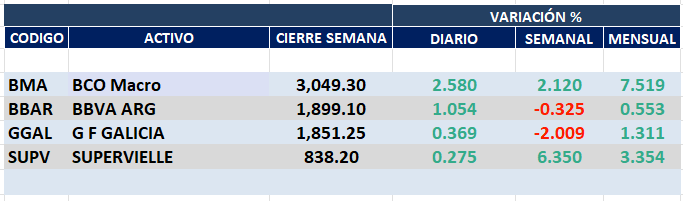 VARIACIÓN %
CODIGO ACTIVO CIERRE SEMANA DIARIO SEMANAL MENSUAL
BMA BCO Macro 3,049.30 2.580 2.120 7.519
BBAR BBVA ARG 1,899.10 1.054 -0.325 0.553
GGAL G F GALICIA 1,851.25 0.369 -2.009 1.311
SUPV SUPERVIELLE 838.20 0.275 6.350 3.354